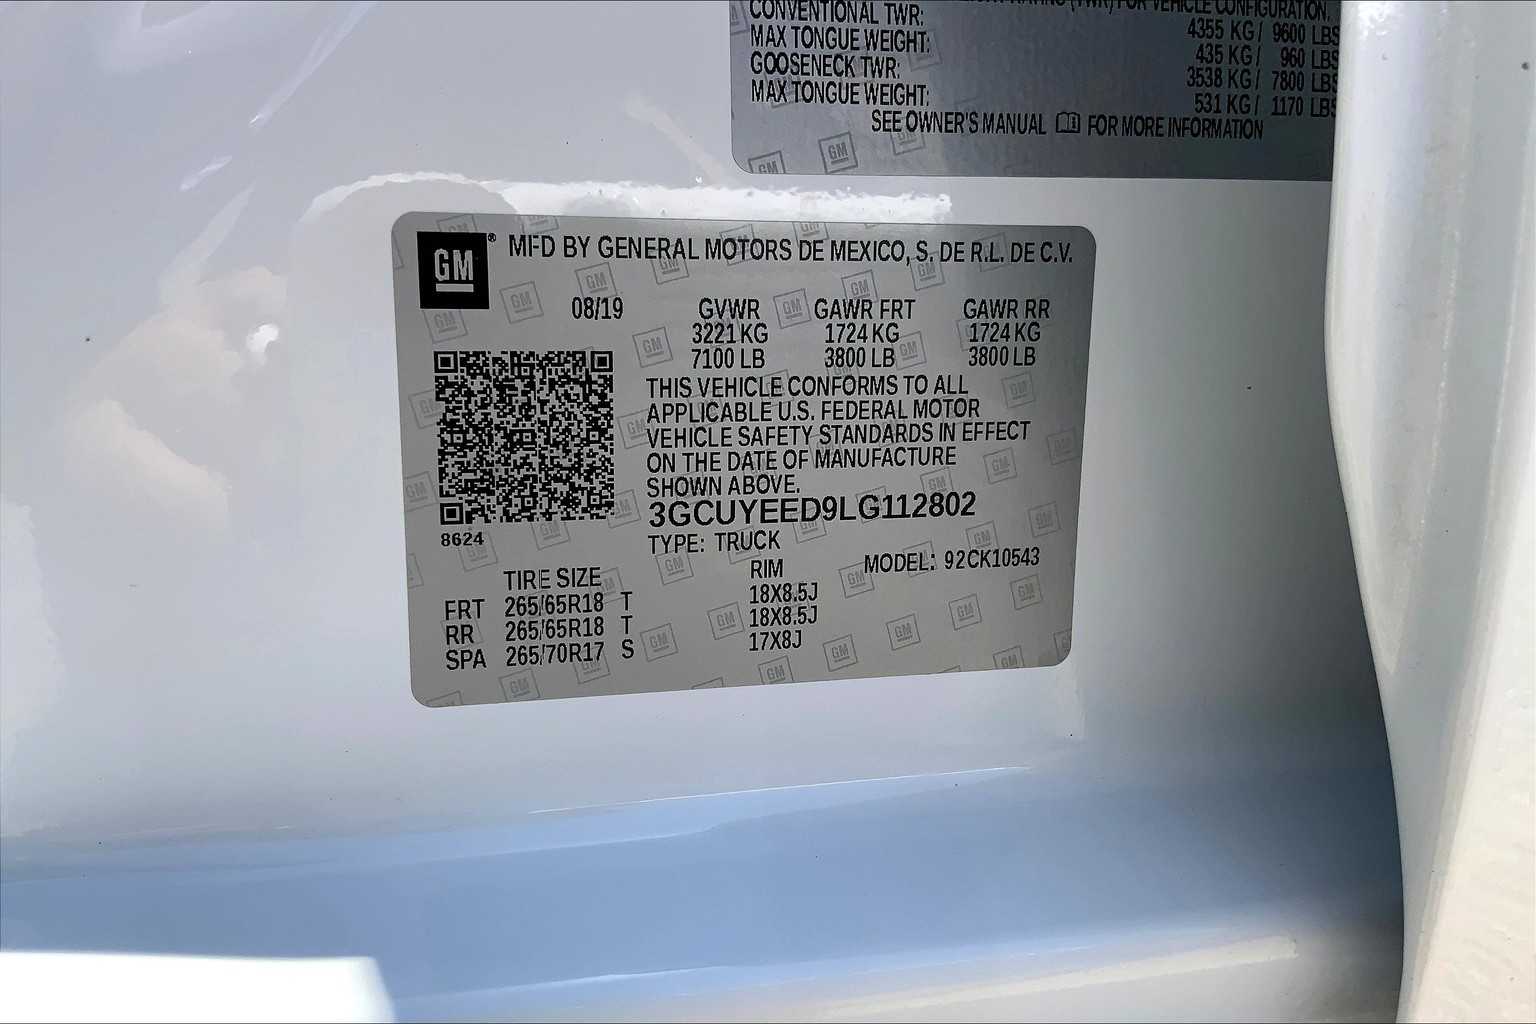 (TWR) FOR VEHICLE CONFIGURATION.
CONVENTIONAL TWR: 4355 KG/ 9600 LBS
MAX TONGUE WEIGHT: 435 KG/ 960 LBS
GOOSENECK TWR: 3538 KG/ 7800 LBS
MAX TONGUE WEIGHT: 531 KG/ 1170 LBS
SEE OWNER'S MANUAL FOR MORE INFORMATION
GM® MFD BY GENERAL MOTORS DE MEXICO, S. DE R.L. DE C.V.
08/19 GVWR GAWR FRT GAWR RR
3221 KG 1724 KG 1724 KG
7100 LB 3800 LB 3800 LB
THIS VEHICLE CONFORMS TO ALL
APPLICABLE U.S. FEDERAL MOTOR
VEHICLE SAFETY STANDARDS IN EFFECT
ON THE DATE OF MANUFACTURE
SHOWN ABOVE.
3GCUYEED9LG112802
8624
TYPE: TRUCK
MODEL: 92CK10543
TIRE SIZE RIM
FRT 265/65R18 T 18X8.5J
RR 265/65R18 T 18X8.5J
SPA 265/70R17 S 17X8J